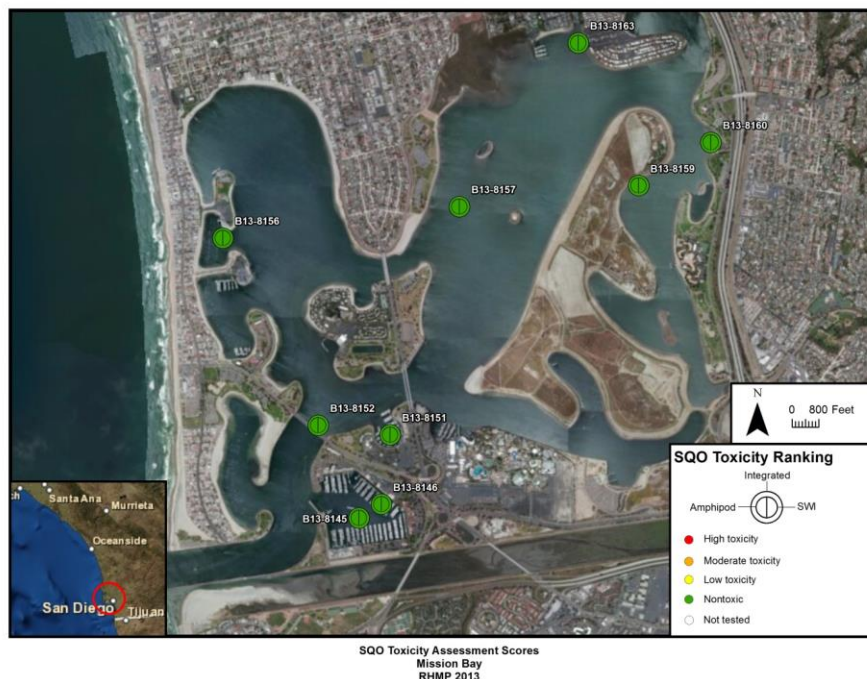 B13-8163
B13-8160
B13-8159
B13-8157
B13-8156
B13-8152
B13-8151
B13-8146
B13-8145
N
0 800 Feet
SQO Toxicity Ranking
Integrated
Amphipod
SWI
High toxicity
Moderate toxicity
Low toxicity
Nontoxic
Not tested
ch
Santa Ana
Murrieta
Oceanside
San Diego
Tijuan
SQO Toxicity Assessment Scores
Mission Bay
RHMP 2013